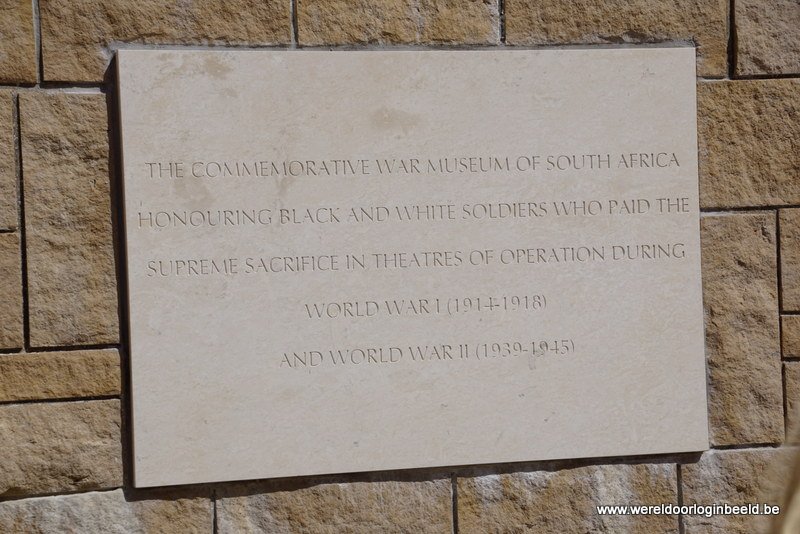 THE COMMEMORATIVE WAR MUSEUM OF SOUTH AFRICA
HONOURING BLACK AND WHITE SOLDIERS WHO PAID THE
SUPREME SACRIFICE IN THEATRES OF OPERATION DURING
WORLD WAR I (1914-1918)
AND WORLD WAR II (1939-1945)
www.wereldoorloginbeeld.be